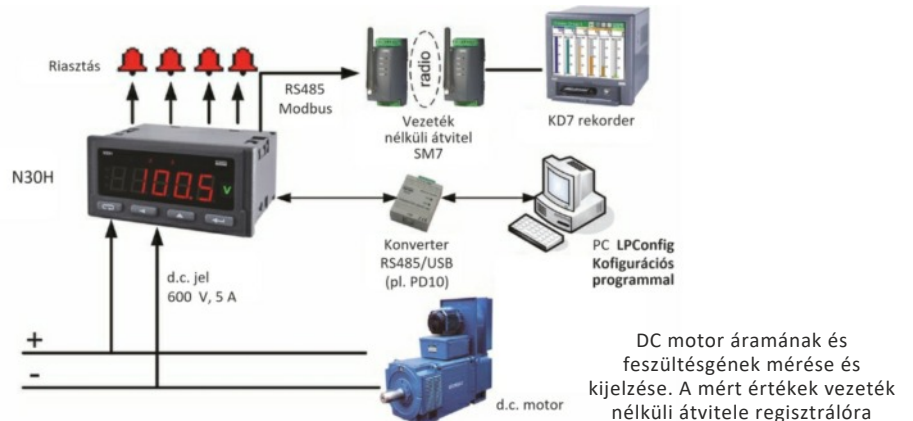 Riasztás
RS485
Modbus
radio
Vezeték
nélküli átvitel
SM7
KD7 rekorder
N30H
100.5 V
Konverter
RS485/USB
(pl. PD10)
PC LPConfig
Kofigurációs
programmal
d.c. jel
600 V, 5 A
+
-
d.c. motor
DC motor áramának és
feszültésgének mérése és
kijelzése. A mért értékek vezeték
nélküli átvitele regisztrálóra